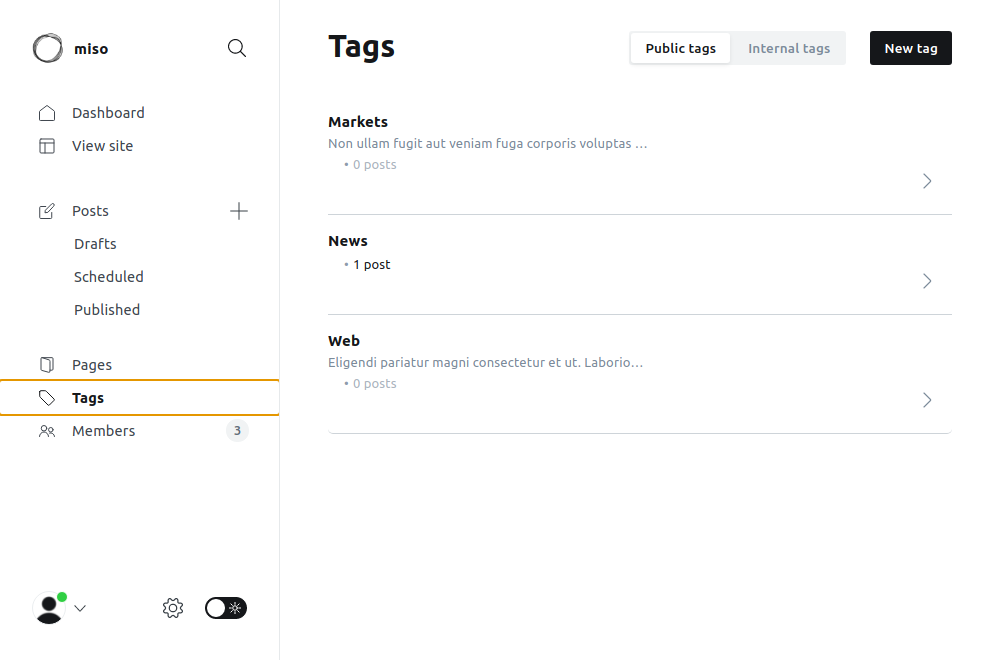 miso
Dashboard
View site
Posts
Drafts
Scheduled
Published
Pages
Tags
Members 3
Tags
Public tags Internal tags New tag
Markets
Non ullam fugit aut veniam fuga corporis voluptas …
• 0 posts
News
• 1 post
Web
Eligendi pariatur magni consectetur et ut. Laborio…
• 0 posts